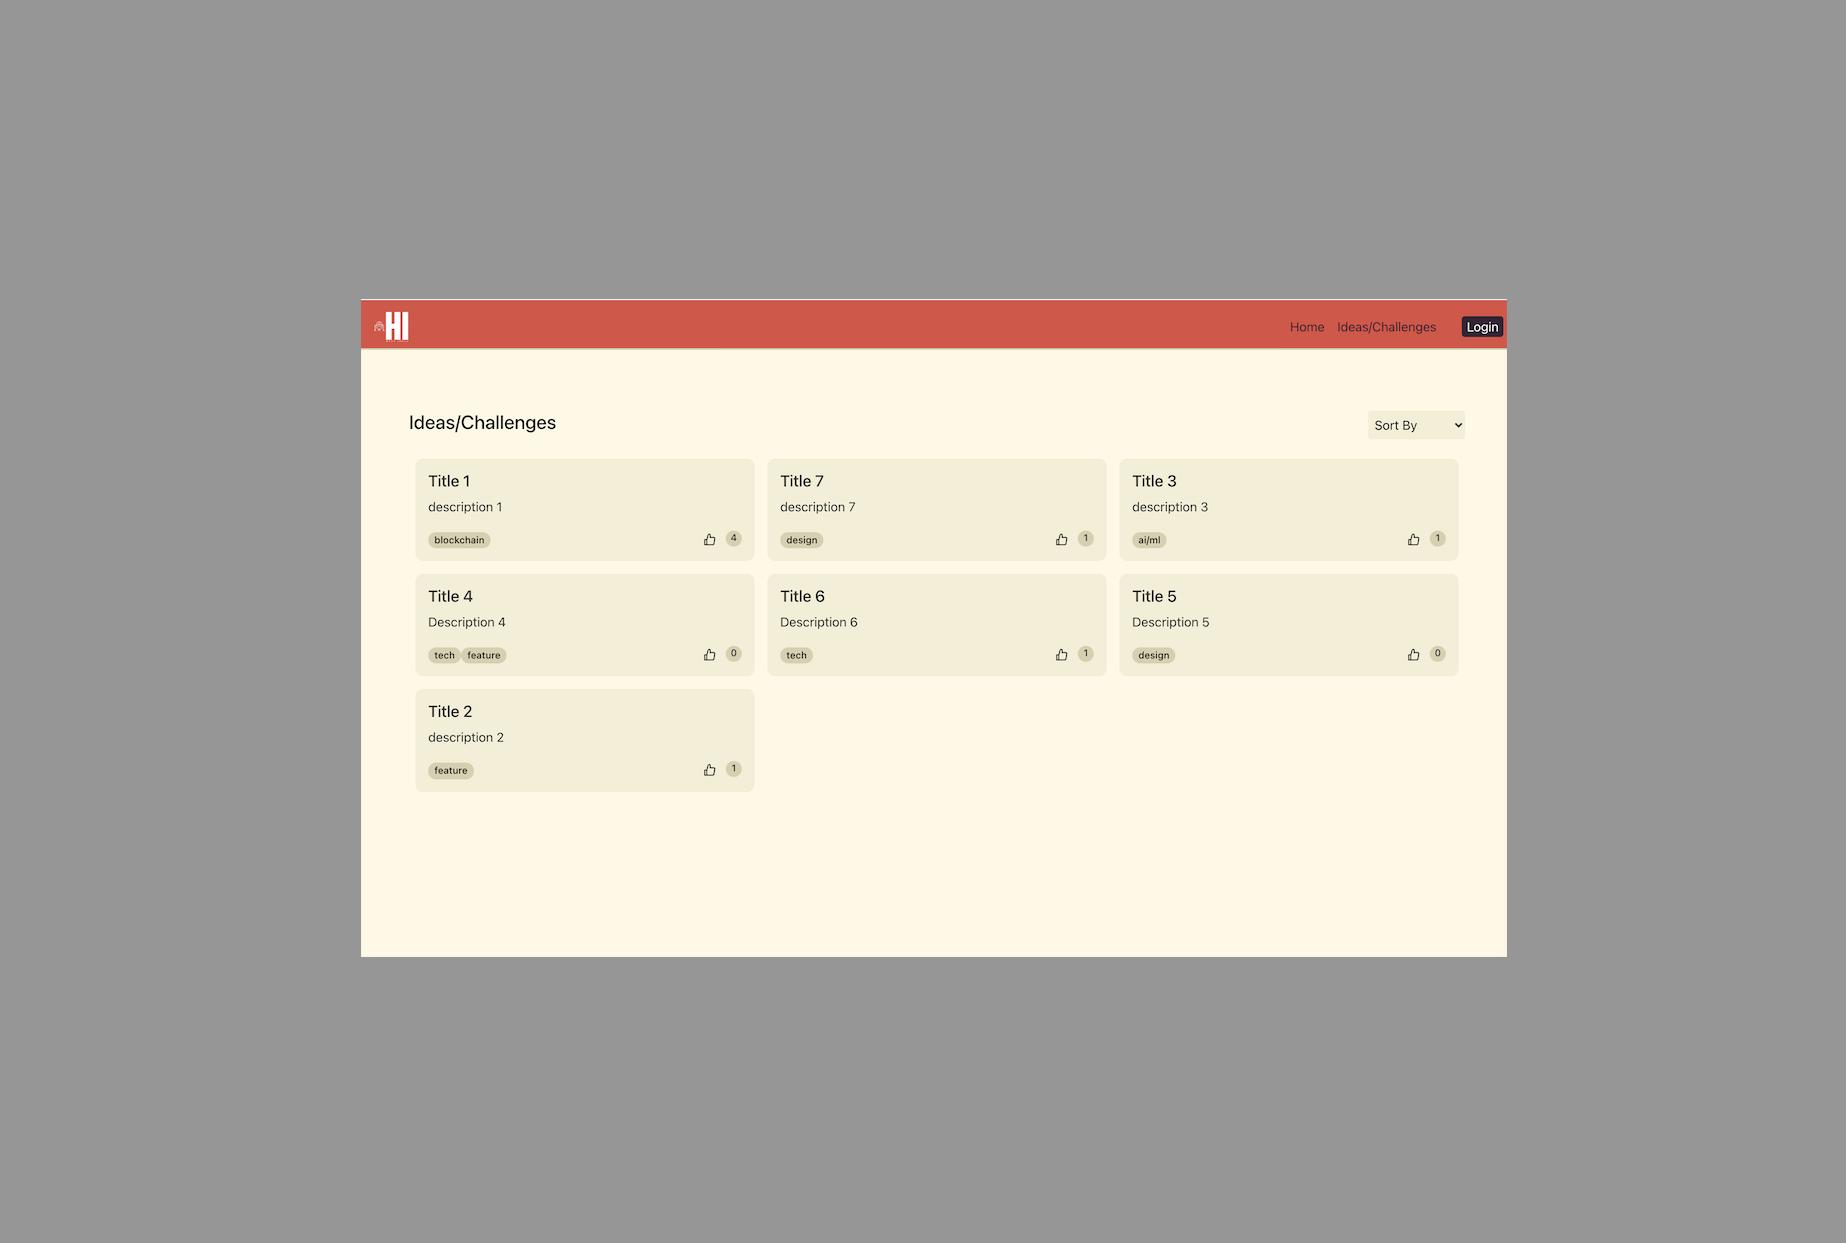 HI
Home Ideas/Challenges Login
Ideas/Challenges
Sort By
Title 1
description 1
blockchain 4
Title 7
description 7
design 1
Title 3
description 3
ai/ml 1
Title 4
Description 4
tech feature 0
Title 6
Description 6
tech 1
Title 5
Description 5
design 0
Title 2
description 2
feature 1